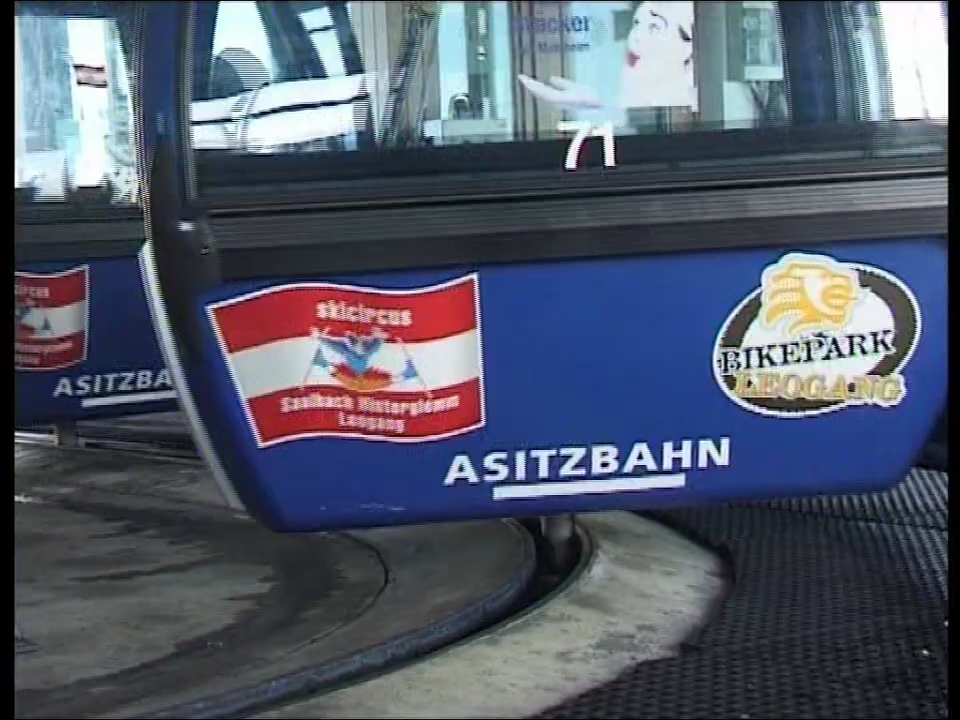 71
skicircus
Saalbach Hinterglemm
Leogang
BIKEPARK
LEOGANG
ASITZBAHN
ASITZBA